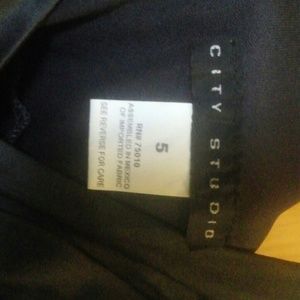 CITY STUDIO
5
RN# 75010
ASSEMBLED IN MEXICO
OF IMPORTED FABRIC
SEE REVERSE FOR CARE